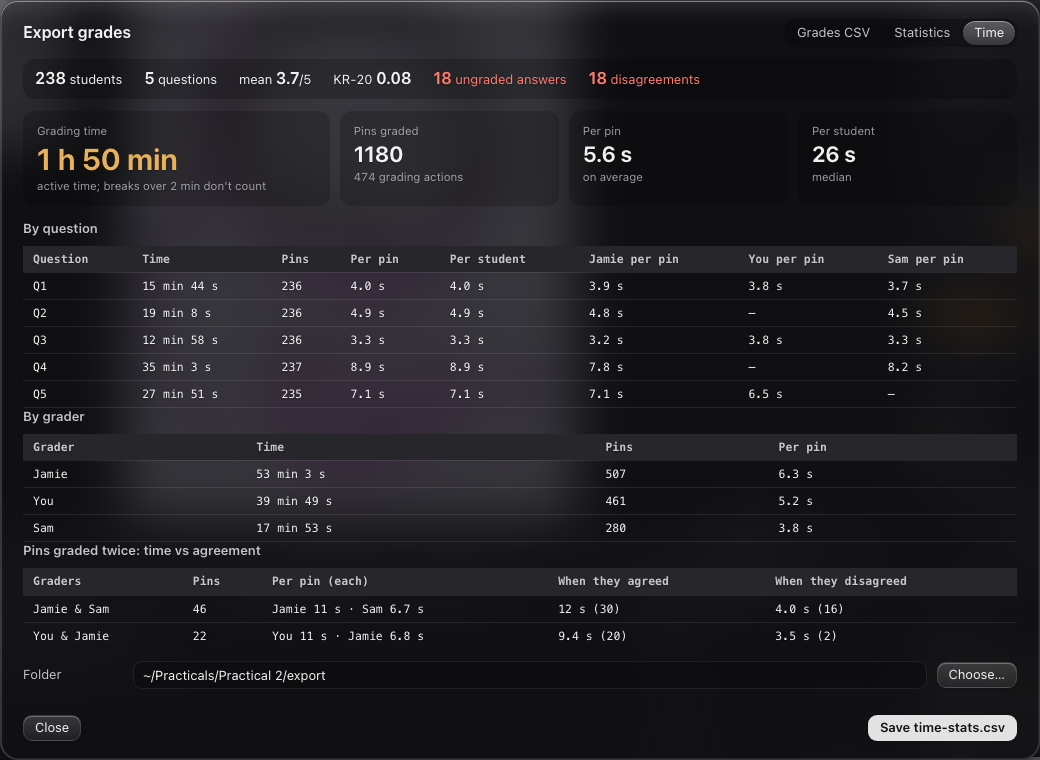 Export grades
Grades CSV Statistics Time
238 students 5 questions mean 3.7/5 KR-20 0.08 18 ungraded answers 18 disagreements
Grading time Pins graded Per pin Per student
1 h 50 min 1180 5.6 s 26 s
active time; breaks over 2 min don't count 474 grading actions on average median
By question
Question Time Pins Per pin Per student Jamie per pin You per pin Sam per pin
Q1 15 min 44 s 236 4.0 s 4.0 s 3.9 s 3.8 s 3.7 s
Q2 19 min 8 s 236 4.9 s 4.9 s 4.8 s — 4.5 s
Q3 12 min 58 s 236 3.3 s 3.3 s 3.2 s 3.8 s 3.3 s
Q4 35 min 3 s 237 8.9 s 8.9 s 7.8 s — 8.2 s
Q5 27 min 51 s 235 7.1 s 7.1 s 7.1 s 6.5 s —
By grader
Grader Time Pins Per pin
Jamie 53 min 3 s 507 6.3 s
You 39 min 49 s 461 5.2 s
Sam 17 min 53 s 280 3.8 s
Pins graded twice: time vs agreement
Graders Pins Per pin (each) When they agreed When they disagreed
Jamie & Sam 46 Jamie 11 s · Sam 6.7 s 12 s (30) 4.0 s (16)
You & Jamie 22 You 11 s · Jamie 6.8 s 9.4 s (20) 3.5 s (2)
Folder ~/Practicals/Practical 2/export Choose...
Close Save time-stats.csv